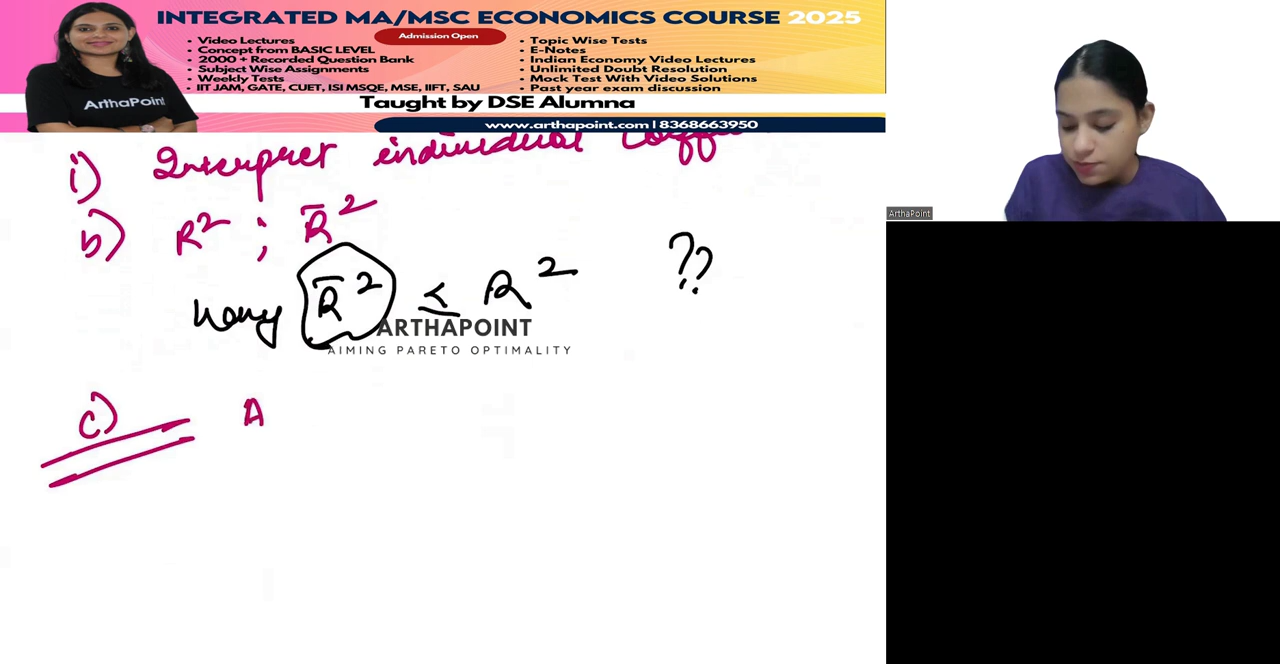 INTEGRATED MA/MSC ECONOMICS COURSE 2025
Admission Open
• Video Lectures
• Concept from BASIC LEVEL
• 2000 + Recorded Question Bank
• Subject Wise Assignments
• Weekly Tests
• IIT JAM, GATE, CUET, ISI MSQE, MSE, IIFT, SAU
• Topic Wise Tests
• E-Notes
• Indian Economy Video Lectures
• Unlimited Doubt Resolution
• Mock Test With Video Solutions
• Past year exam discussion
ArthaPoint
Taught by DSE Alumna
www.arthapoint.com | 8368663950
i) Interpret individual
b) R² ; R̄²
R̄² ≤ R² ??
ARTHAPOINT
AIMING PARETO OPTIMALITY
c) A
ArthaPoint